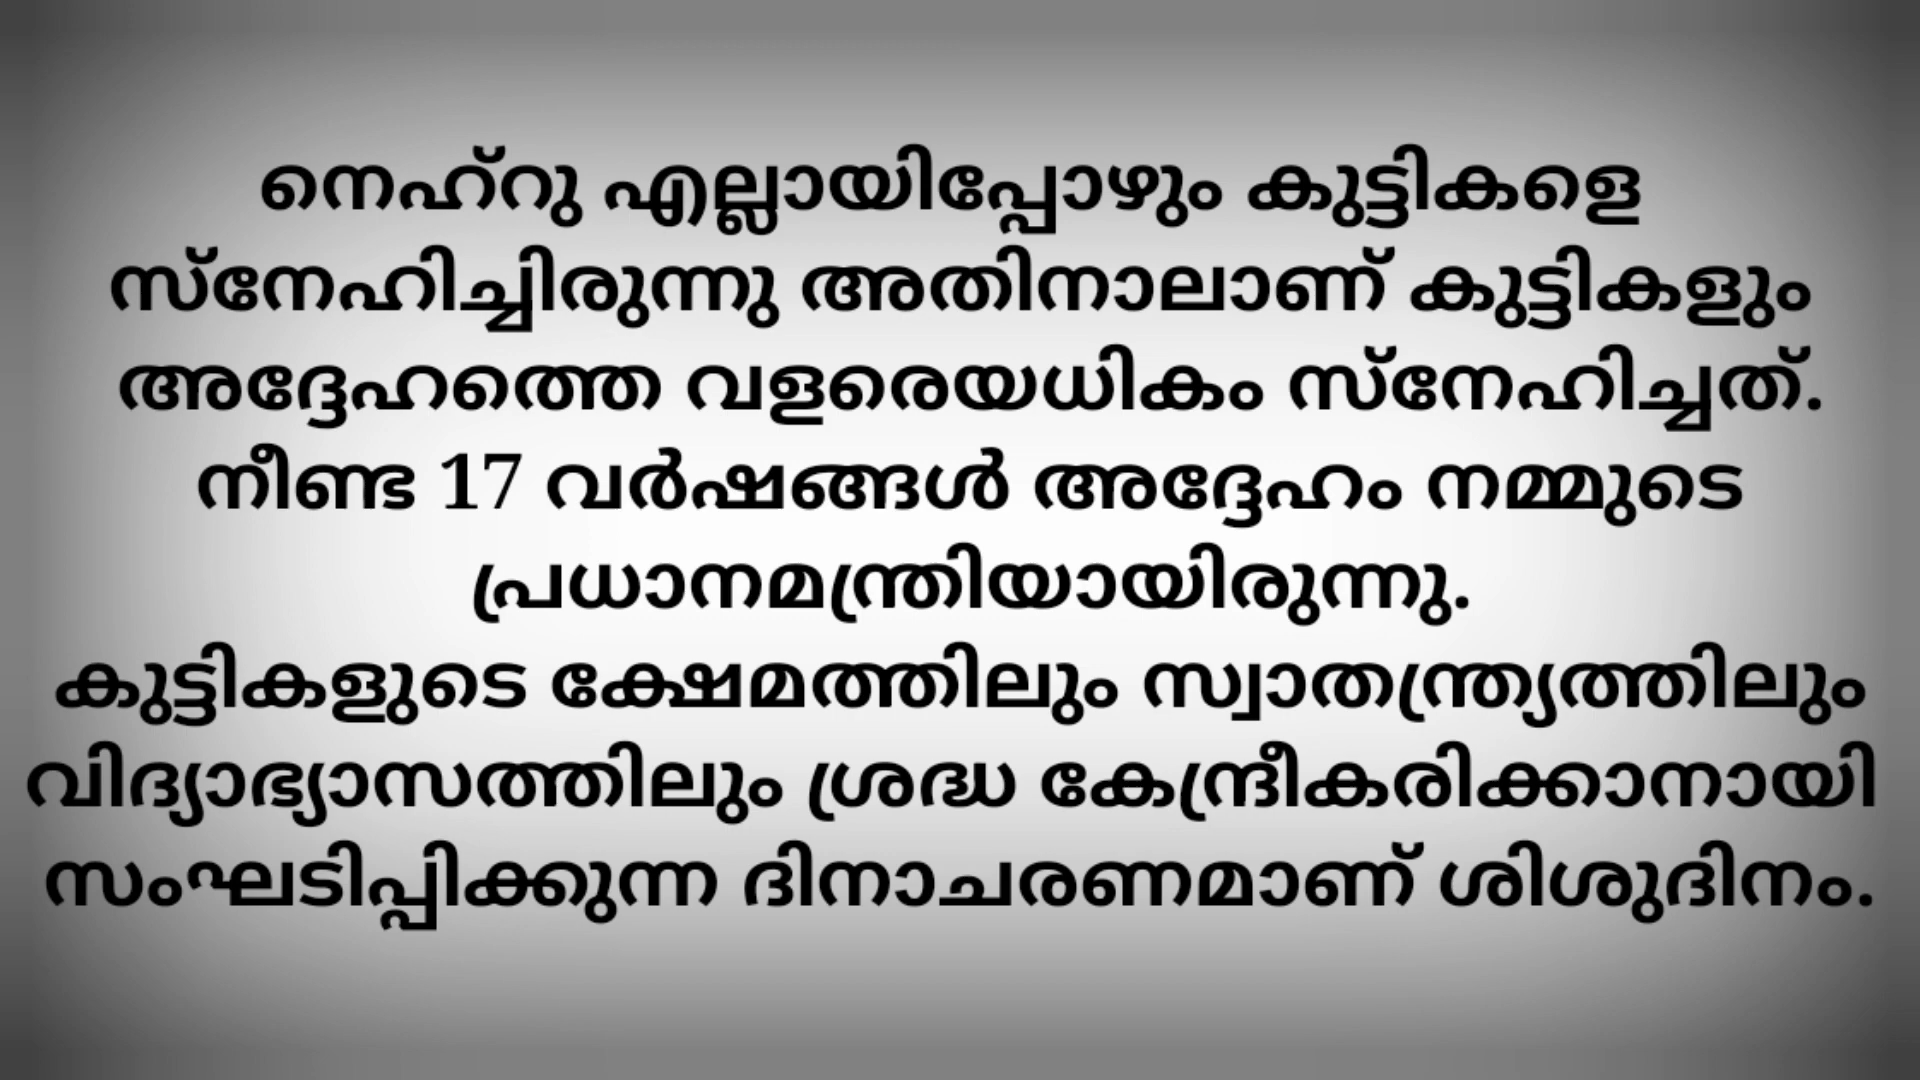 നെഹ്റു എല്ലായിപ്പോഴും കുട്ടികളെ
സ്നേഹിച്ചിരുന്നു അതിനാലാണ് കുട്ടികളും
അദ്ദേഹത്തെ വളരെയധികം സ്നേഹിച്ചത്.
നീണ്ട 17 വർഷങ്ങൾ അദ്ദേഹം നമ്മുടെ
പ്രധാനമന്ത്രിയായിരുന്നു.
കുട്ടികളുടെ ക്ഷേമത്തിലും സ്വാതന്ത്ര്യത്തിലും
വിദ്യാഭ്യാസത്തിലും ശ്രദ്ധ കേന്ദ്രീകരിക്കാനായി
സംഘടിപ്പിക്കുന്ന ദിനാചരണമാണ് ശിശുദിനം.